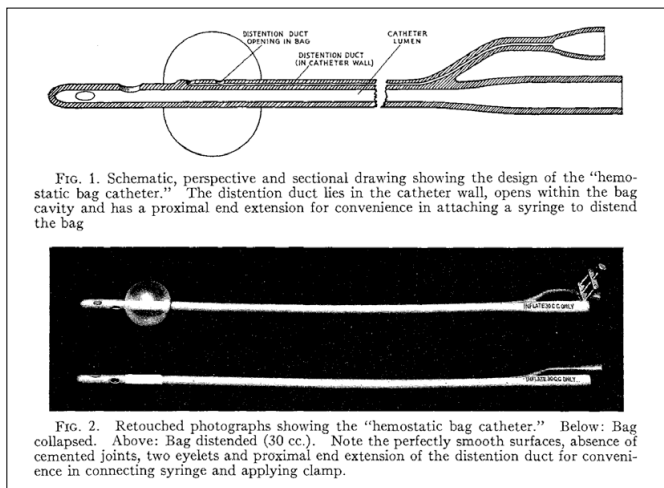 DISTENTION DUCT
OPENING IN BAG
CATHETER
LUMEN
DISTENTION DUCT
(IN CATHETER WALL)
FIG. 1. Schematic, perspective and sectional drawing showing the design of the “hemo-
static bag catheter.” The distention duct lies in the catheter wall, opens within the bag
cavity and has a proximal end extension for convenience in attaching a syringe to distend
the bag
INFLATE 30 C C ONLY
INFLATE 30 C C ONLY
FIG. 2. Retouched photographs showing the “hemostatic bag catheter.” Below: Bag
collapsed. Above: Bag distended (30 cc.). Note the perfectly smooth surfaces, absence of
cemented joints, two eyelets and proximal end extension of the distention duct for conveni-
ence in connecting syringe and applying clamp.